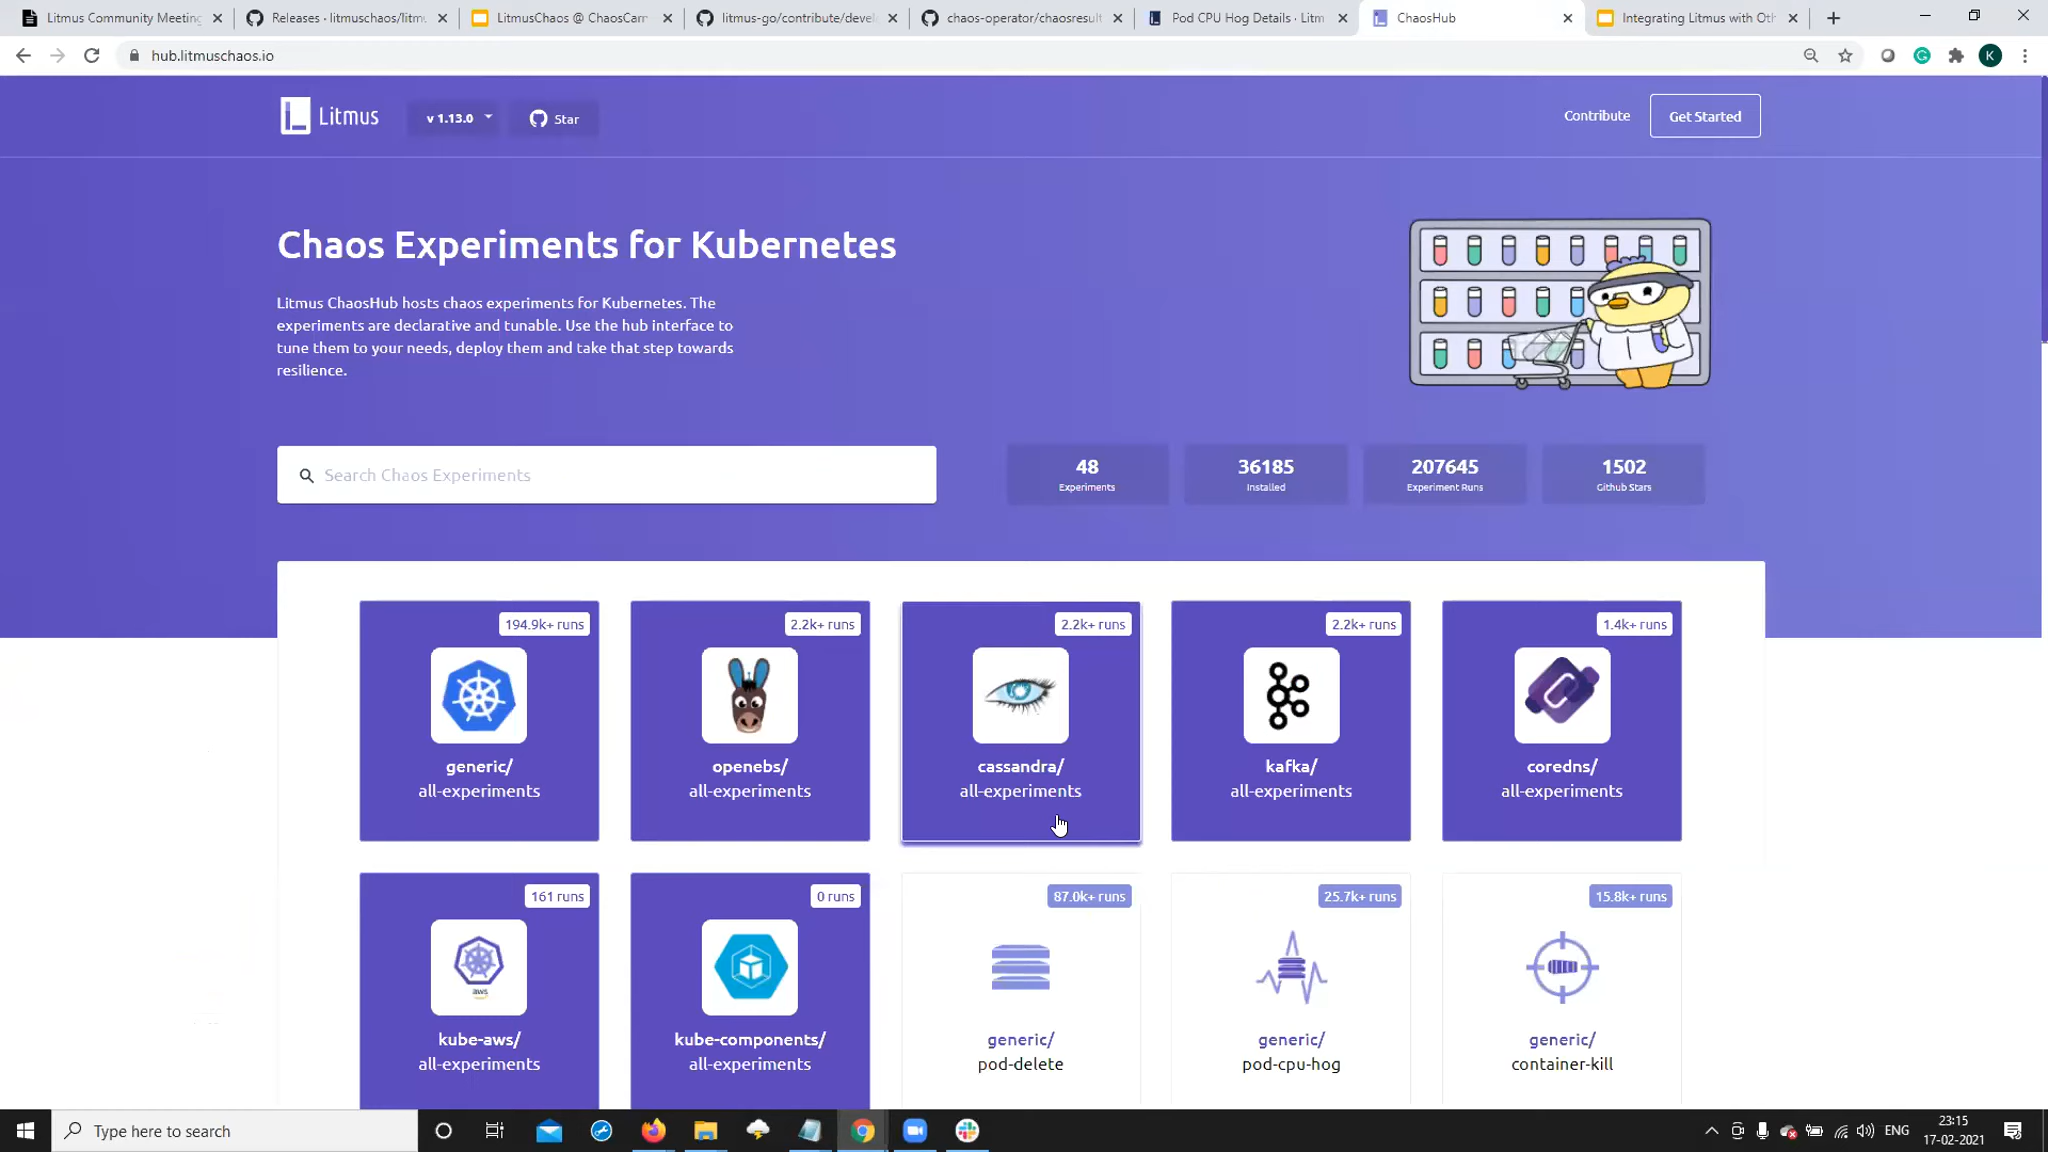 Litmus Community Meeting
Releases · litmuschaos/litmu
LitmusChaos @ ChaosCarn
litmus-go/contribute/devel
chaos-operator/chaosresult
Pod CPU Hog Details · Litm
ChaosHub
Integrating Litmus with Oth
hub.litmuschaos.io
K
Litmus
v 1.13.0
Star
Contribute
Get Started
Chaos Experiments for Kubernetes
Litmus ChaosHub hosts chaos experiments for Kubernetes. The
experiments are declarative and tunable. Use the hub interface to
tune them to your needs, deploy them and take that step towards
resilience.
Search Chaos Experiments
48
Experiments
36185
Installed
207645
Experiment Runs
1502
Github Stars
194.9k+ runs
generic/
all-experiments
2.2k+ runs
openebs/
all-experiments
2.2k+ runs
cassandra/
all-experiments
2.2k+ runs
kafka/
all-experiments
1.4k+ runs
coredns/
all-experiments
161 runs
aws
kube-aws/
all-experiments
0 runs
kube-components/
all-experiments
87.0k+ runs
generic/
pod-delete
25.7k+ runs
generic/
pod-cpu-hog
15.8k+ runs
generic/
container-kill
Type here to search
ENG
23:15
17-02-2021